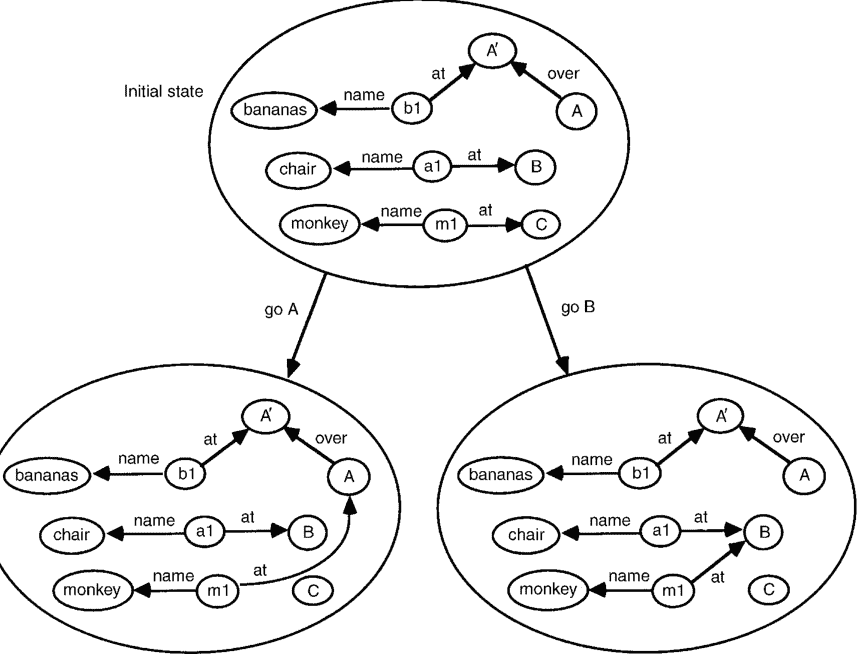 Initial state
A′
at
over
bananas
name
b1
A
chair
name
a1
at
B
monkey
name
m1
at
C
go A
go B
A′
at
over
bananas
name
b1
A
chair
name
a1
at
B
monkey
name
m1
at
C
A′
at
over
bananas
name
b1
A
chair
name
a1
at
B
monkey
name
m1
at
C